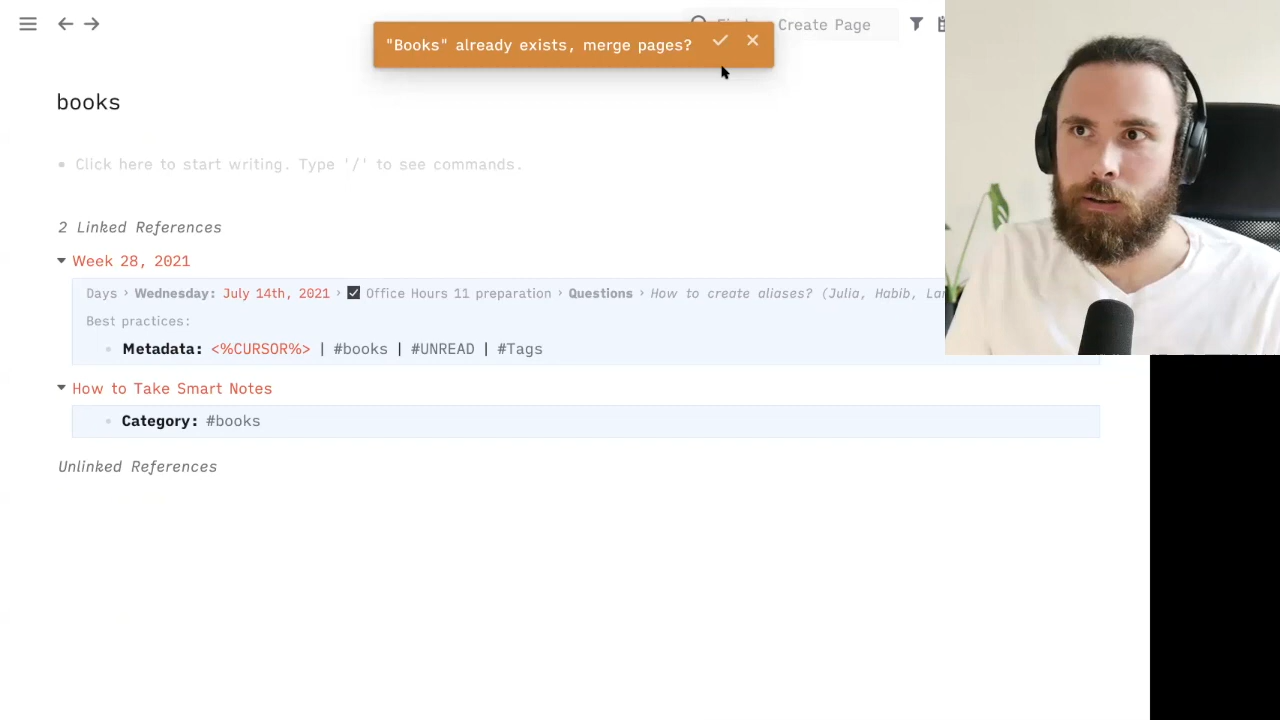 Create Page
"Books" already exists, merge pages?
books
Click here to start writing. Type '/' to see commands.
2 Linked References
Week 28, 2021
Days › Wednesday: July 14th, 2021 › Office Hours 11 preparation › Questions › How to create aliases? (Julia, Habib,
Best practices:
Metadata: <%CURSOR%> | #books | #UNREAD | #Tags
How to Take Smart Notes
Category: #books
Unlinked References